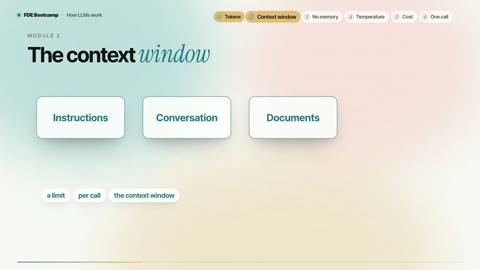 FDE Bootcamp · How LLMs work
1 Tokens 2 Context window 3 No memory 4 Temperature 5 Cost 6 One call
MODULE 2
The context window
Instructions Conversation Documents
a limit per call the context window